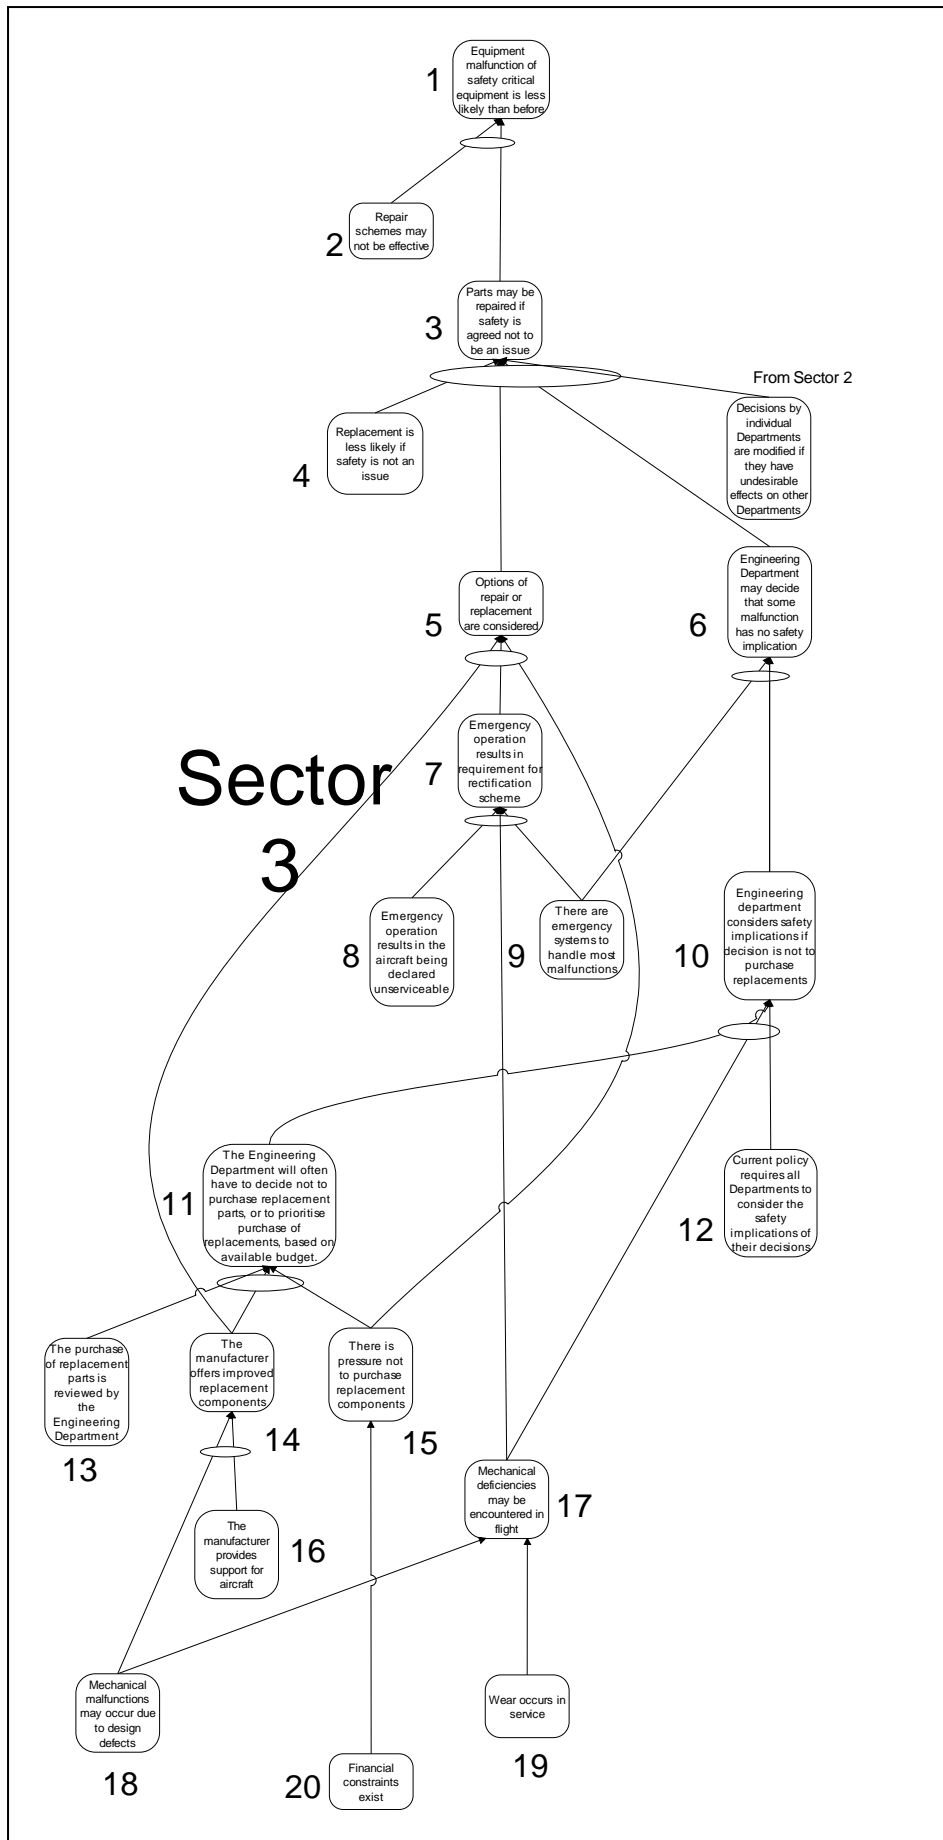 Equipment
malfunction of
safety critical
equipment is less
likely than before
1
Repair
schemes may
not be effective
2
Parts may be
repaired if
safety is
agreed not to
be an issue
3
From Sector 2
Replacement is
less likely if
safety is not an
issue
4
Decisions by
individual
Departments
are modified if
they have
undesirable
effects on other
Departments
Options of
repair or
replacement
are considered
5
Engineering
Department
may decide
that some
malfunction
has no safety
implication
6
Sector
3
Emergency
operation
results in
requirement for
rectification
scheme
7
Emergency
operation
results in the
aircraft being
declared
unserviceable
8
There are
emergency
systems to
handle most
malfunctions
9
Engineering
department
considers safety
implications if
decision is not to
purchase
replacements
10
The Engineering
Department will often
have to decide not to
purchase replacement
parts, or to prioritise
purchase of
replacements, based on
available budget.
11
Current policy
requires all
Departments to
consider the
safety
implications of
their decisions
12
The purchase
of replacement
parts is
reviewed by
the
Engineering
Department
13
The
manufacturer
offers improved
replacement
components
14
There is
pressure not
to purchase
replacement
components
15
The
manufacturer
provides
support for
aircraft
16
Mechanical
deficiencies
may be
encountered in
flight
17
Mechanical
malfunctions
may occur due
to design
defects
18
Wear occurs in
service
19
Financial
constraints
exist
20